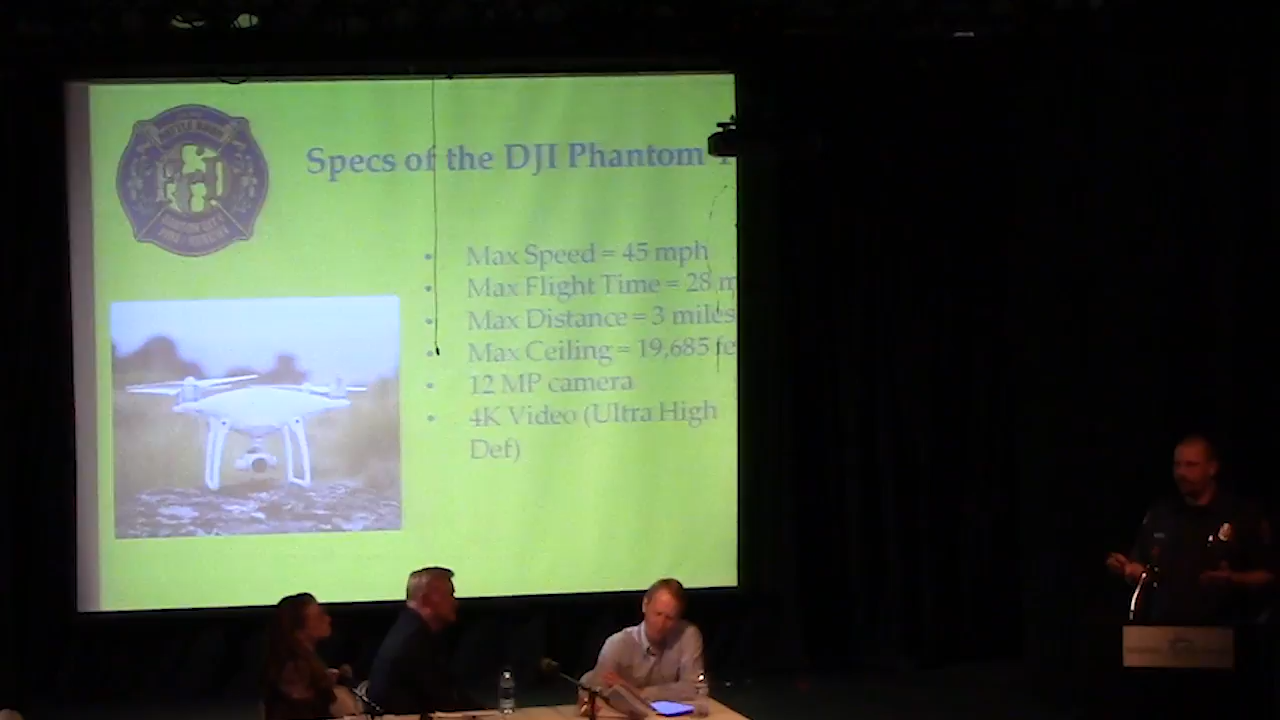 Specs of the DJI Phantom
Max Speed = 45 mph
Max Flight Time = 28 m
Max Distance = 3 miles
Max Ceiling = 19,685 fe
12 MP camera
4K Video (Ultra High
Def)